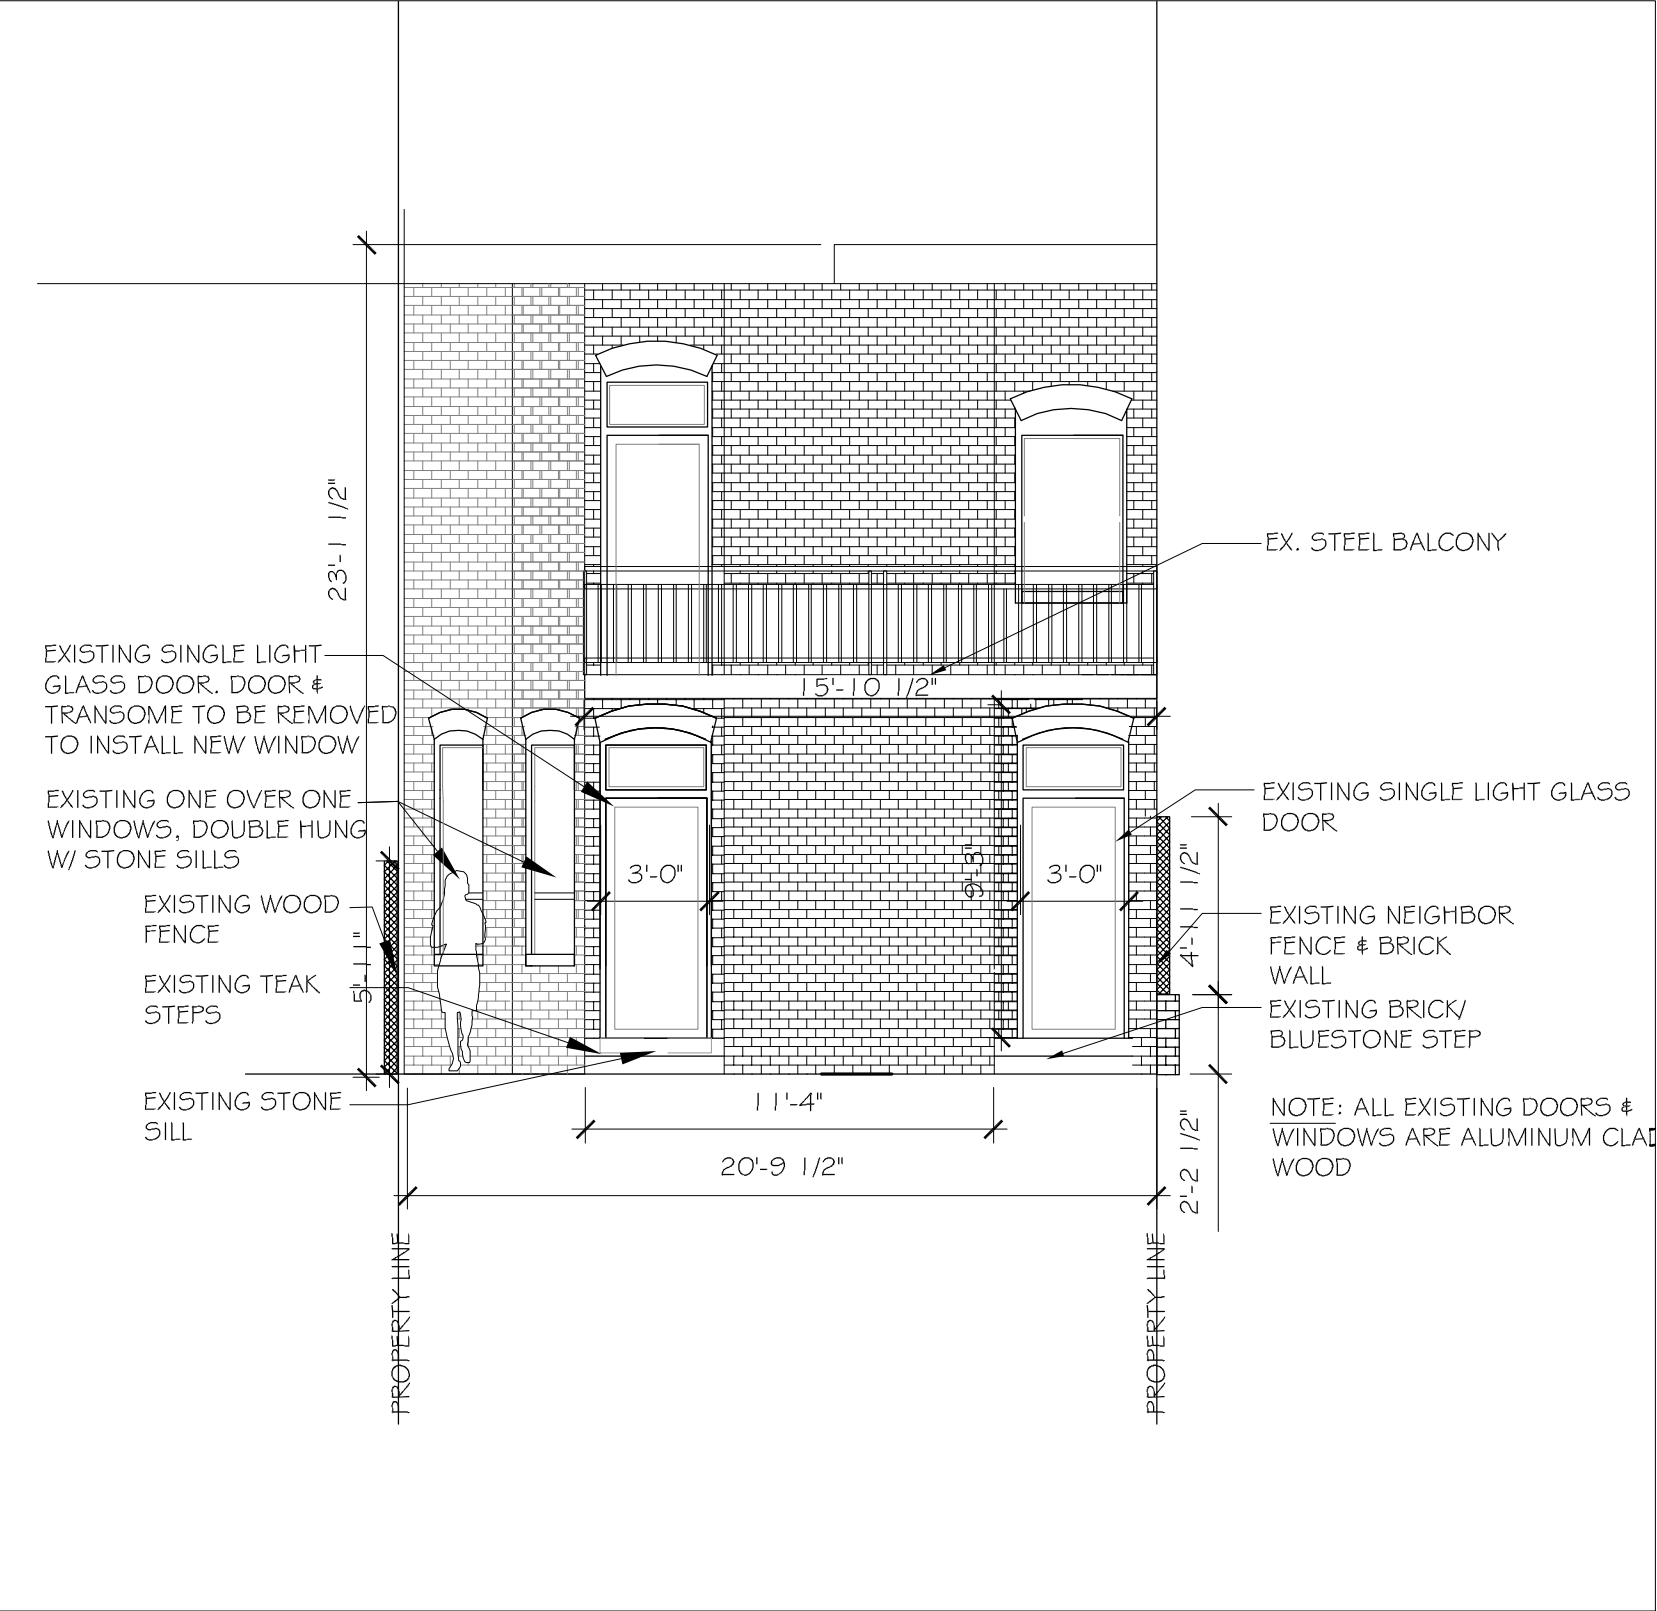 23'-1 1/2"
EX. STEEL BALCONY
EXISTING SINGLE LIGHT
GLASS DOOR. DOOR &
TRANSOME TO BE REMOVED
TO INSTALL NEW WINDOW
15'-10 1/2"
EXISTING ONE OVER ONE
WINDOWS, DOUBLE HUNG
W/ STONE SILLS
EXISTING SINGLE LIGHT GLASS
DOOR
3'-0"
9'-3"
3'-0"
4'-11 1/2"
EXISTING WOOD
FENCE
5'-11"
EXISTING NEIGHBOR
FENCE & BRICK
WALL
EXISTING TEAK
STEPS
EXISTING BRICK/
BLUESTONE STEP
EXISTING STONE
SILL
11'-4"
20'-9 1/2"
2'-2 1/2"
NOTE: ALL EXISTING DOORS &
WINDOWS ARE ALUMINUM CLAD
WOOD
PROPERTY LINE
PROPERTY LINE